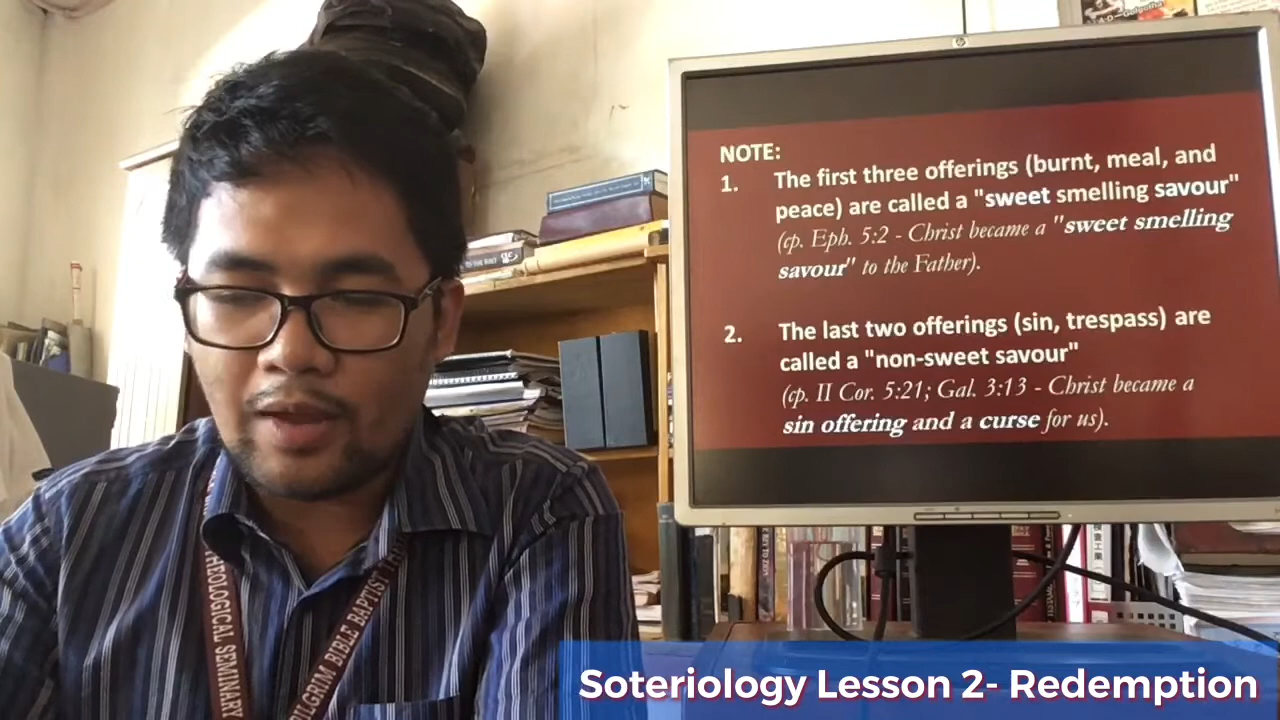 NOTE:
1. The first three offerings (burnt, meal, and
peace) are called a "sweet smelling savour"
(cp. Eph. 5:2 - Christ became a "sweet smelling
savour" to the Father).
2. The last two offerings (sin, trespass) are
called a "non-sweet savour"
(cp. II Cor. 5:21; Gal. 3:13 - Christ became a
sin offering and a curse for us).
HEOLOGICAL SEMINARY
PILGRIM BIBLE BAPTIST
Soteriology Lesson 2- Redemption